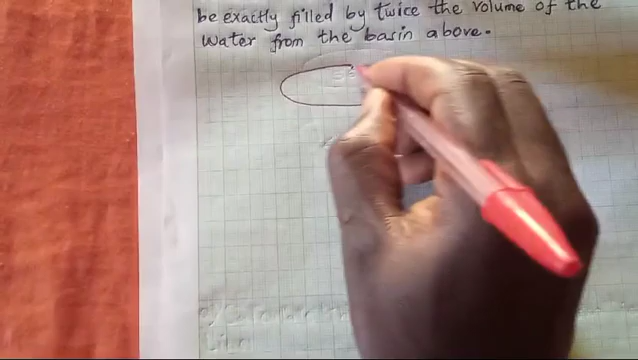 be exactly filled by twice the volume of the
water from the basin above.